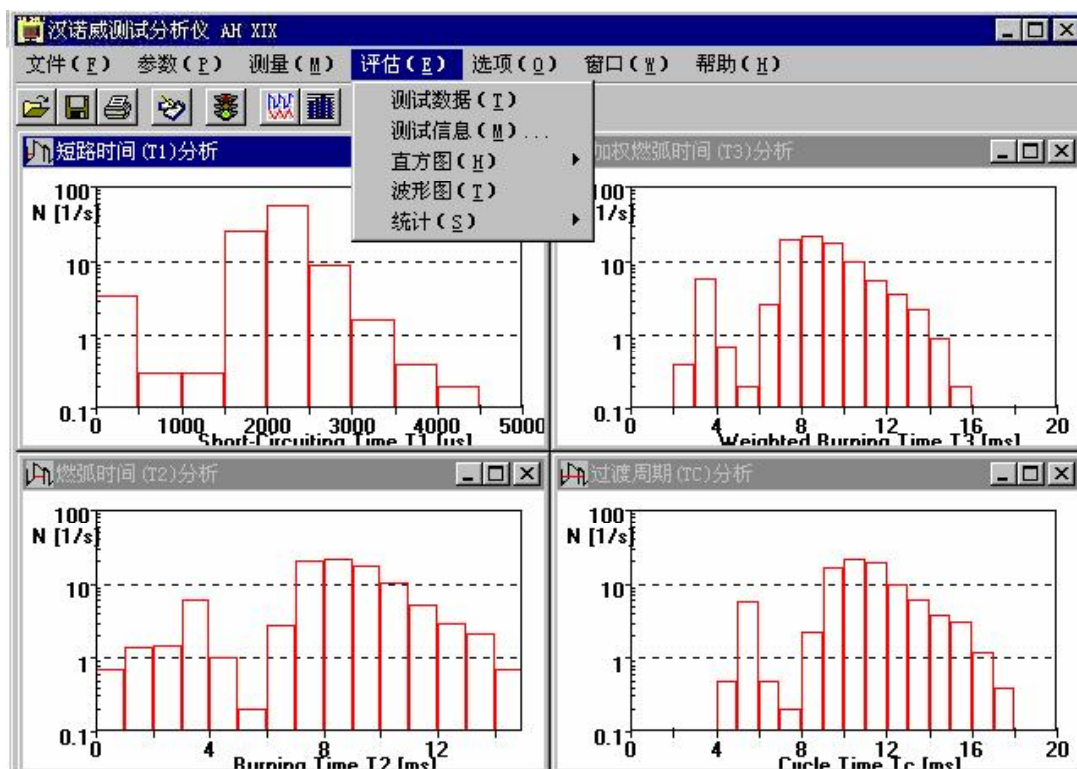 汉诺威测试分析仪 AH XIX
文件(F) 参数(P) 测量(M) 评估(E) 选项(O) 窗口(W) 帮助(H)
测试数据(T)
测试信息(M)...
直方图(H)
波形图(T)
统计(S)
短路时间(T1)分析
100
N [1/s]
10
1
0.1
0 1000 2000 3000 4000 5000
Short-Circuiting Time T1 [us]
加权燃弧时间(T3)分析
1/s]
0 4 8 12 16 20
Weighted Burning Time T3 [ms]
燃弧时间(T2)分析
100
N [1/s]
10
1
0.1
0 4 8 12
Burning Time T2 [ms]
过渡周期(TC)分析
100
N [1/s]
10
1
0.1
0 4 8 12 16 20
Cycle Time Tc [ms]